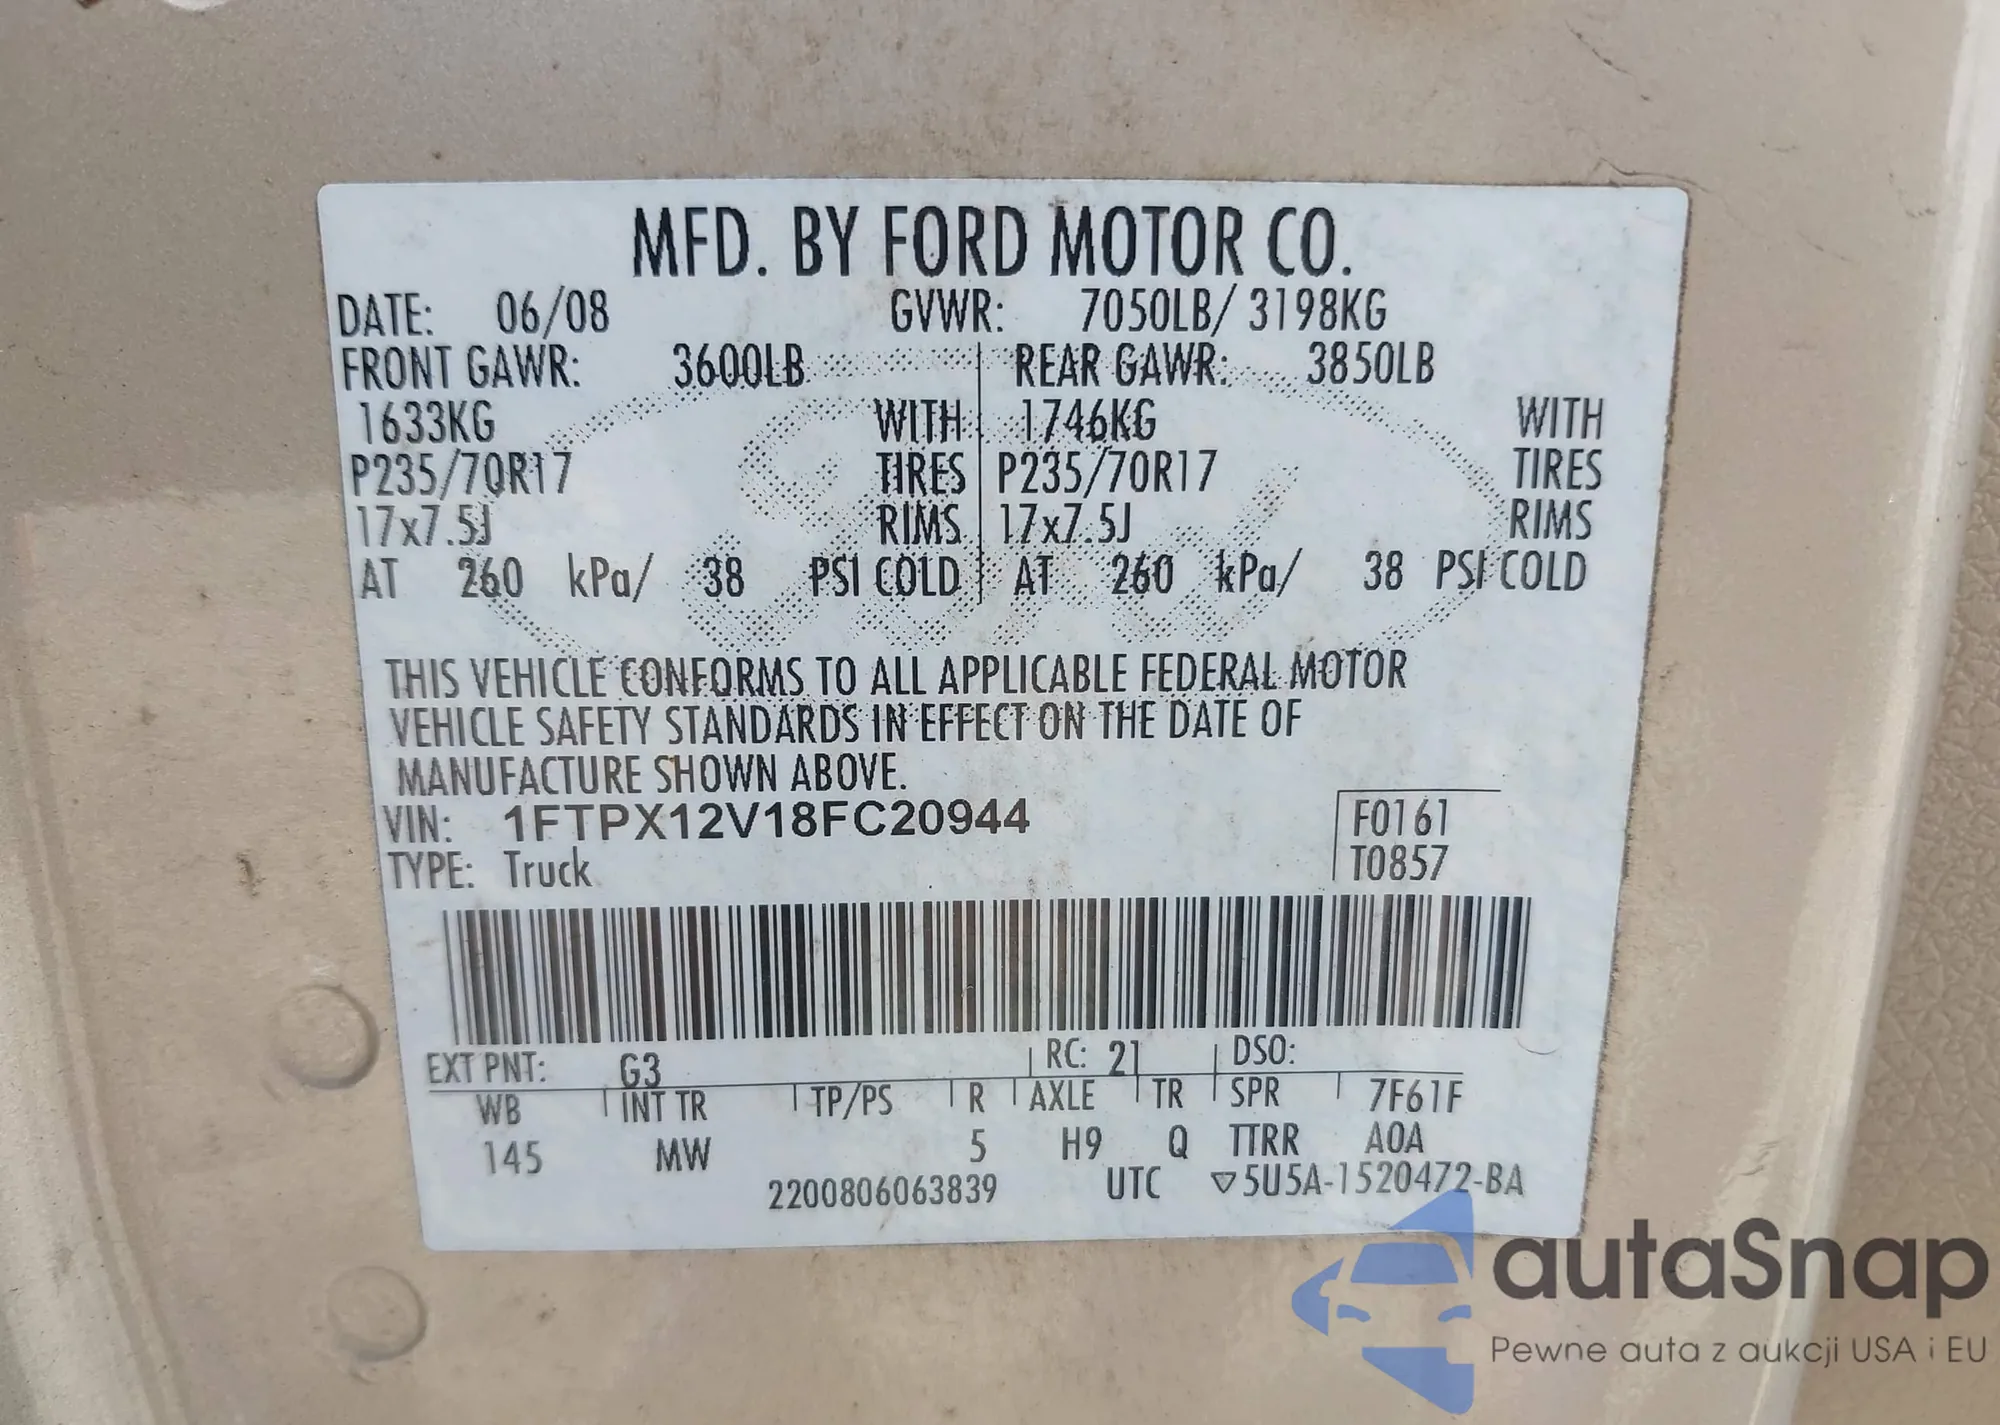 MFD. BY FORD MOTOR CO.
DATE: 06/08 GVWR: 7050LB/ 3198KG
FRONT GAWR: 3600LB REAR GAWR: 3850LB
1633KG WITH 1746KG WITH
P235/70R17 TIRES P235/70R17 TIRES
17x7.5J RIMS 17x7.5J RIMS
AT 260 kPa/ 38 PSI COLD AT 260 kPa/ 38 PSI COLD
THIS VEHICLE CONFORMS TO ALL APPLICABLE FEDERAL MOTOR
VEHICLE SAFETY STANDARDS IN EFFECT ON THE DATE OF
MANUFACTURE SHOWN ABOVE.
VIN: 1FTPX12V18FC20944 F0161
TYPE: Truck T0857
EXT PNT: G3 RC: 21 DSO:
WB INT TR TP/PS R AXLE TR SPR 7F61F
145 MW 5 H9 Q TTRR A0A
2200806063839 UTC ▽5U5A-1520472-BA
autaSnap
Pewne auta z aukcji USA i EU